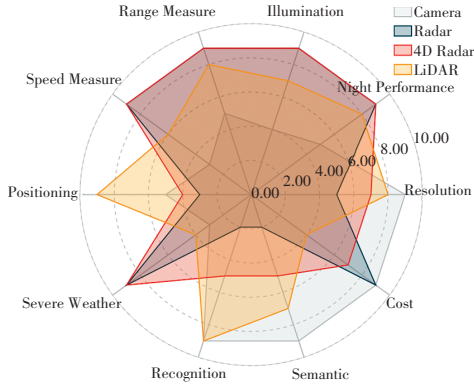 Range Measure
Illumination
Camera
Radar
4D Radar
LiDAR
Speed Measure
Night Performance
10.00
8.00
6.00
4.00
2.00
0.00
Positioning
Resolution
Severe Weather
Cost
Recognition
Semantic